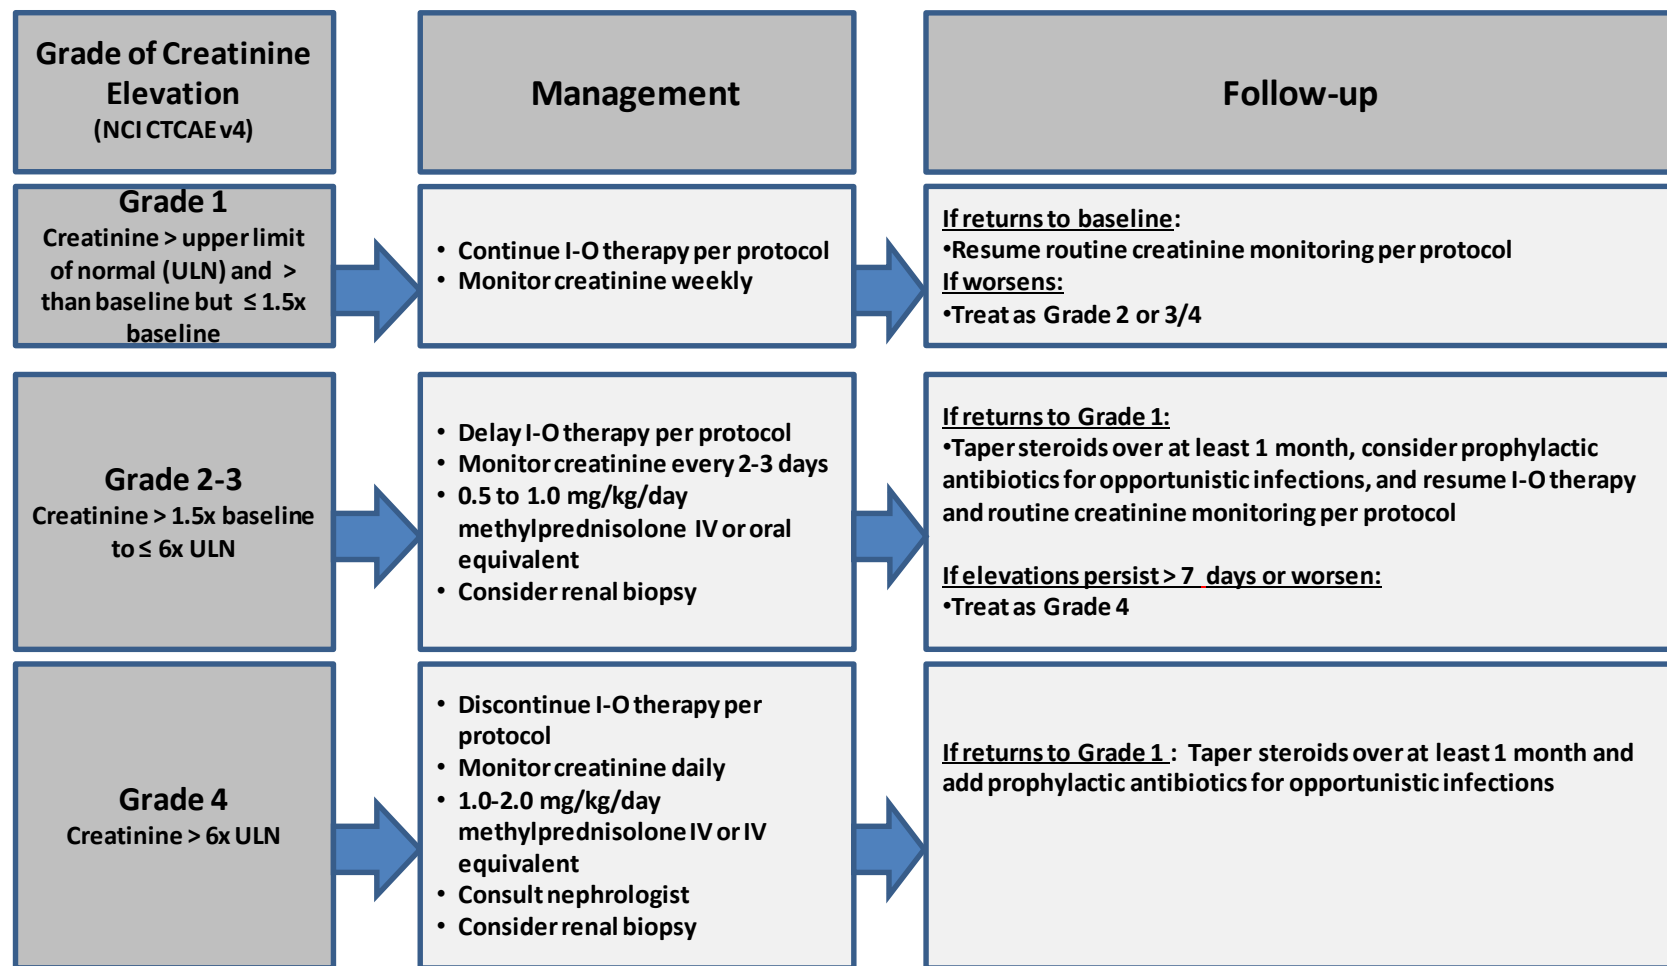 Grade of Creatinine
Elevation
(NCI CTCAE v4)
Management
Follow-up
Grade 1
Creatinine > upper limit
of normal (ULN) and >
than baseline but ≤ 1.5x
baseline
• Continue I-O therapy per protocol
• Monitor creatinine weekly
If returns to baseline:
•Resume routine creatinine monitoring per protocol
If worsens:
•Treat as Grade 2 or 3/4
Grade 2-3
Creatinine > 1.5x baseline
to ≤ 6x ULN
• Delay I-O therapy per protocol
• Monitor creatinine every 2-3 days
• 0.5 to 1.0 mg/kg/day
methylprednisolone IV or oral
equivalent
• Consider renal biopsy
If returns to Grade 1:
•Taper steroids over at least 1 month, consider prophylactic
antibiotics for opportunistic infections, and resume I-O therapy
and routine creatinine monitoring per protocol
If elevations persist > 7 days or worsen:
•Treat as Grade 4
Grade 4
Creatinine > 6x ULN
• Discontinue I-O therapy per
protocol
• Monitor creatinine daily
• 1.0-2.0 mg/kg/day
methylprednisolone IV or IV
equivalent
• Consult nephrologist
• Consider renal biopsy
If returns to Grade 1 : Taper steroids over at least 1 month and
add prophylactic antibiotics for opportunistic infections